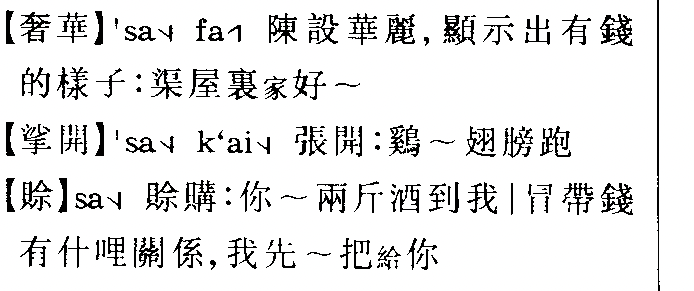 【奢華】ˈsa˧˩ fa˧˥ 陳設華麗，顯示出有錢
的樣子：渠屋裏家好～
【挲開】ˈsa˧˩ k‘ai˧˩ 張開：鷄～翅膀跑
【賒】sa˧˩ 賒購：你～兩斤酒到我｜冐帶錢
有什哩關係，我先～把給你